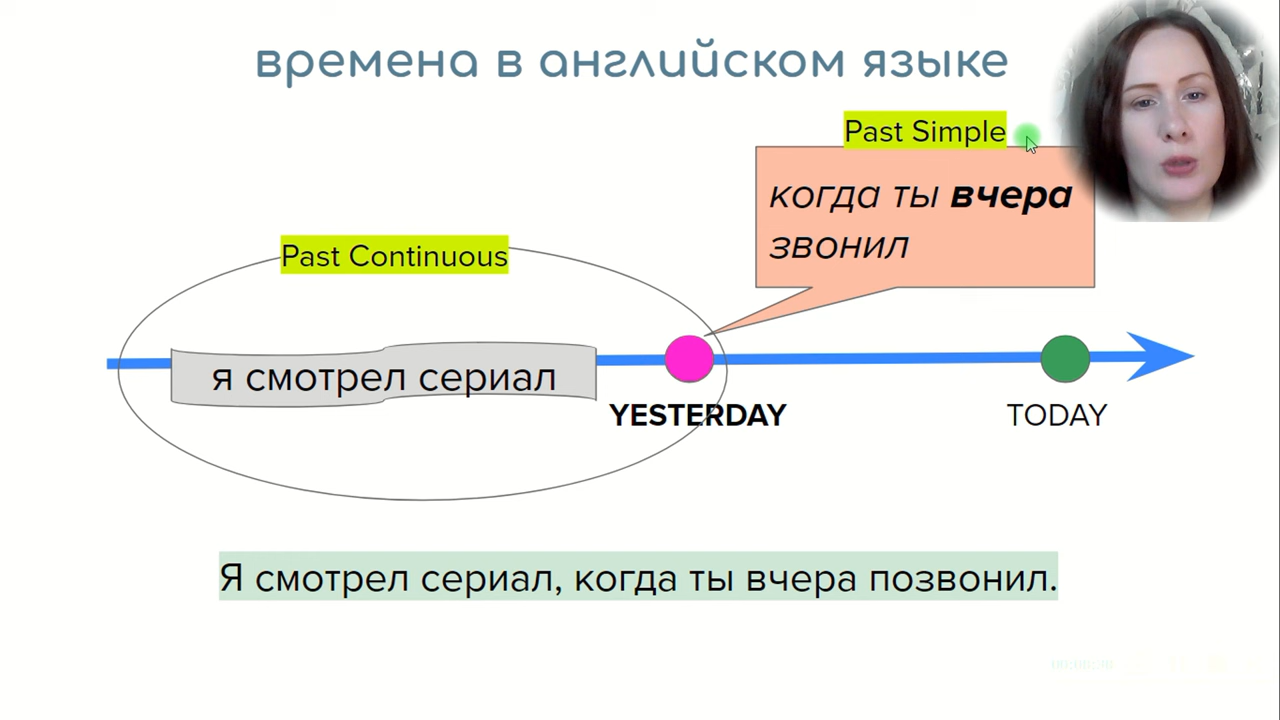 времена в английском языке
Past Simple
когда ты вчера
звонил
Past Continuous
я смотрел сериал
YESTERDAY
TODAY
Я смотрел сериал, когда ты вчера позвонил.